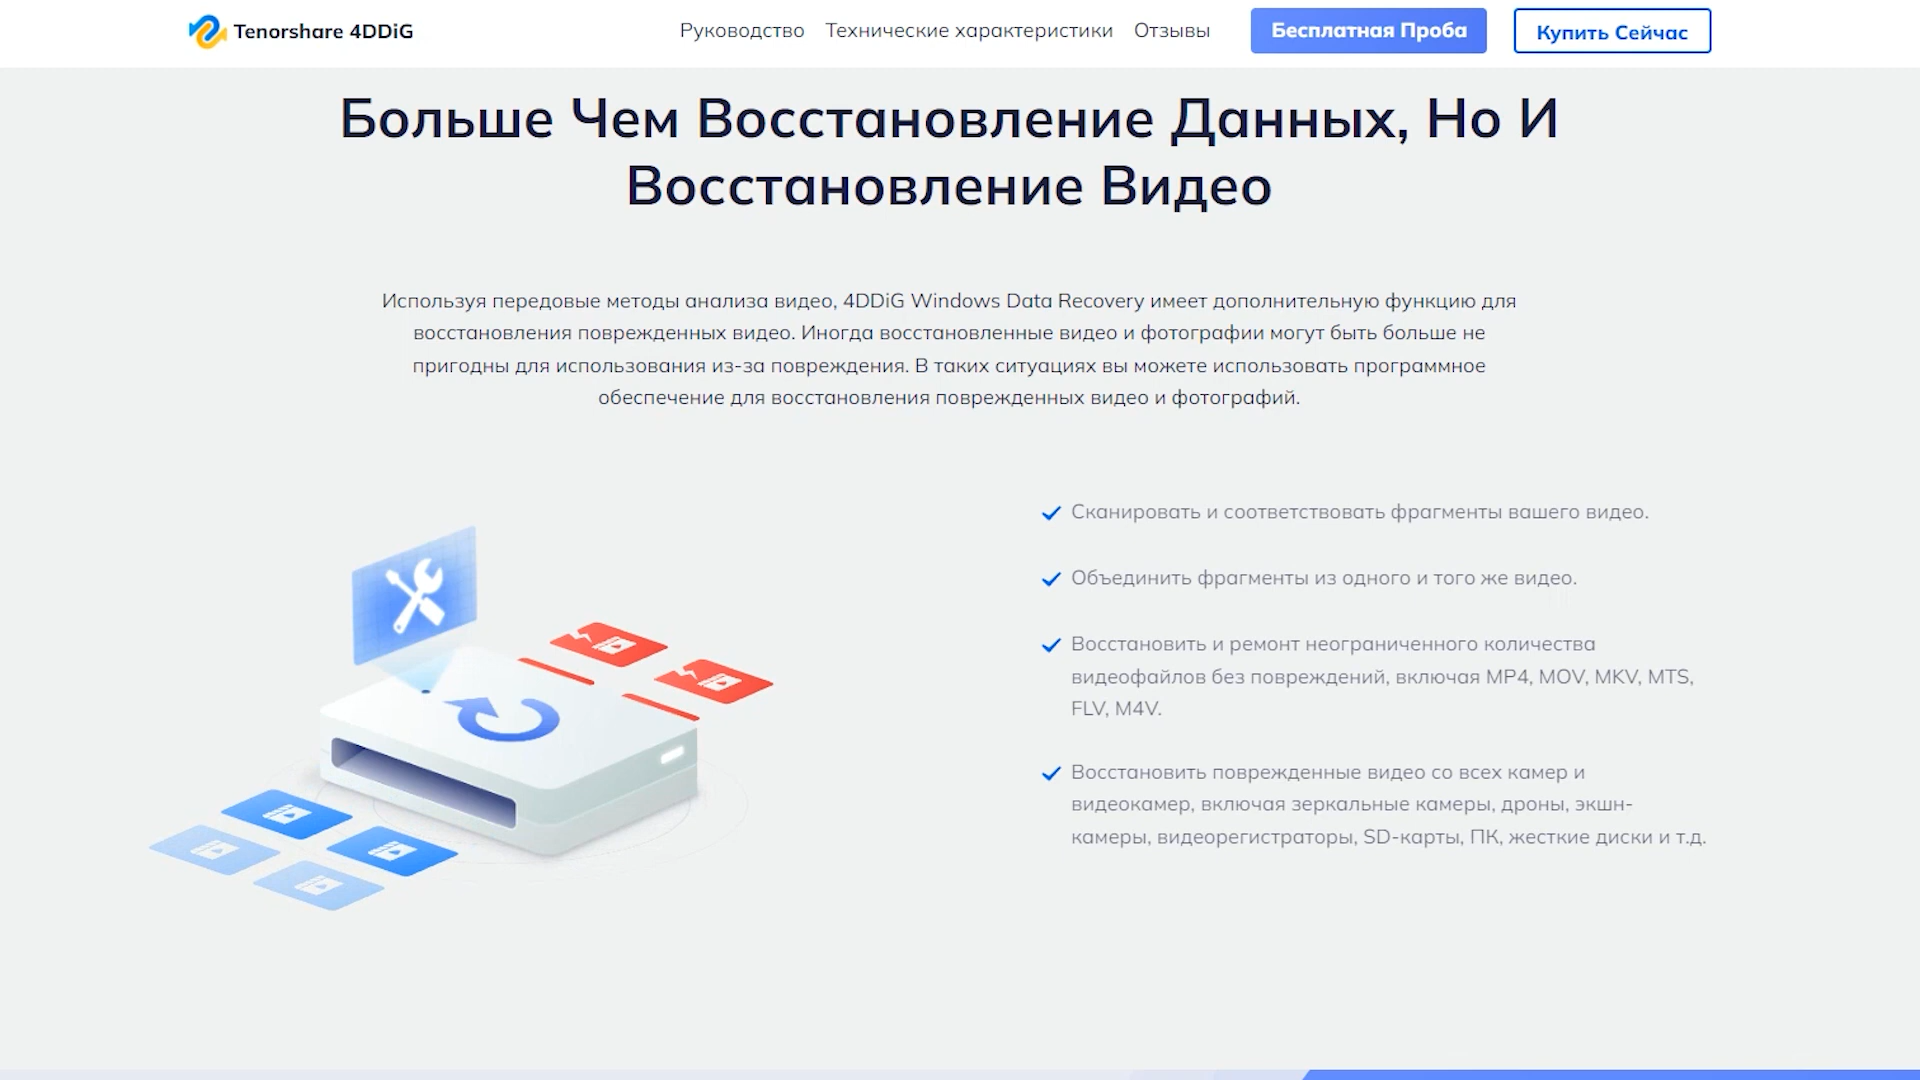 Tenorshare 4DDiG
Руководство
Технические характеристики
Отзывы
Бесплатная Проба
Купить Сейчас
Больше Чем Восстановление Данных, Но И
Восстановление Видео
Используя передовые методы анализа видео, 4DDiG Windows Data Recovery имеет дополнительную функцию для
восстановления поврежденных видео. Иногда восстановленные видео и фотографии могут быть больше не
пригодны для использования из-за повреждения. В таких ситуациях вы можете использовать программное
обеспечение для восстановления поврежденных видео и фотографий.
Сканировать и соответствовать фрагменты вашего видео.
Объединить фрагменты из одного и того же видео.
Восстановить и ремонт неограниченного количества
видеофайлов без повреждений, включая MP4, MOV, MKV, MTS,
FLV, M4V.
Восстановить поврежденные видео со всех камер и
видеокамер, включая зеркальные камеры, дроны, экшн-
камеры, видеорегистраторы, SD-карты, ПК, жесткие диски и т.д.